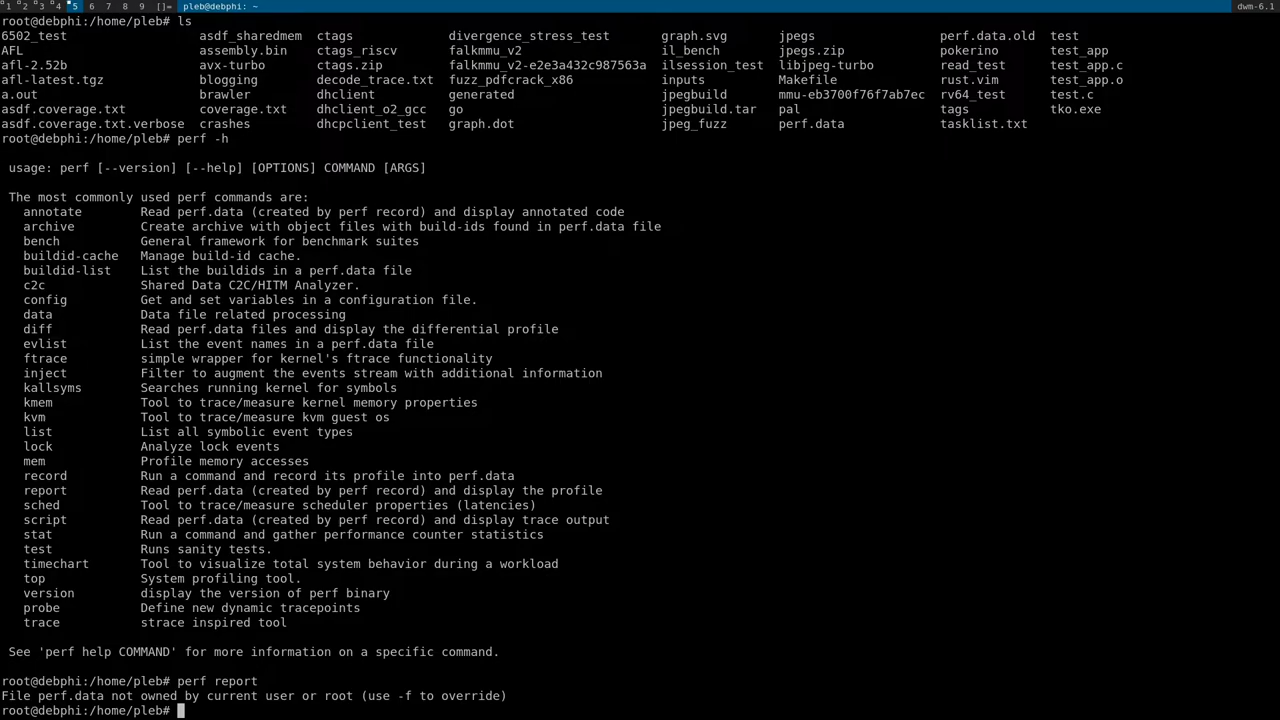 1 2 3 4 5 6 7 8 9 []= pleb@debphi: ~ dwm-6.1
root@debphi:/home/pleb# ls
6502_test asdf_sharedmem ctags divergence_stress_test graph.svg jpegs perf.data.old test
AFL assembly.bin ctags_riscv falkmmu_v2 il_bench jpegs.zip pokerino test_app
afl-2.52b avx-turbo ctags.zip falkmmu_v2-e2e3a432c987563a ilsession_test libjpeg-turbo read_test test_app.c
afl-latest.tgz blogging decode_trace.txt fuzz_pdfcrack_x86 inputs Makefile rust.vim test_app.o
a.out brawler dhclient generated jpegbuild mmu-eb3700f76f7ab7ec rv64_test test.c
asdf.coverage.txt coverage.txt dhclient_o2_gcc go jpegbuild.tar pal tags tko.exe
asdf.coverage.txt.verbose crashes dhcpclient_test graph.dot jpeg_fuzz perf.data tasklist.txt
root@debphi:/home/pleb# perf -h
usage: perf [--version] [--help] [OPTIONS] COMMAND [ARGS]
The most commonly used perf commands are:
annotate Read perf.data (created by perf record) and display annotated code
archive Create archive with object files with build-ids found in perf.data file
bench General framework for benchmark suites
buildid-cache Manage build-id cache.
buildid-list List the buildids in a perf.data file
c2c Shared Data C2C/HITM Analyzer.
config Get and set variables in a configuration file.
data Data file related processing
diff Read perf.data files and display the differential profile
evlist List the event names in a perf.data file
ftrace simple wrapper for kernel's ftrace functionality
inject Filter to augment the events stream with additional information
kallsyms Searches running kernel for symbols
kmem Tool to trace/measure kernel memory properties
kvm Tool to trace/measure kvm guest os
list List all symbolic event types
lock Analyze lock events
mem Profile memory accesses
record Run a command and record its profile into perf.data
report Read perf.data (created by perf record) and display the profile
sched Tool to trace/measure scheduler properties (latencies)
script Read perf.data (created by perf record) and display trace output
stat Run a command and gather performance counter statistics
test Runs sanity tests.
timechart Tool to visualize total system behavior during a workload
top System profiling tool.
version display the version of perf binary
probe Define new dynamic tracepoints
trace strace inspired tool
See 'perf help COMMAND' for more information on a specific command.
root@debphi:/home/pleb# perf report
File perf.data not owned by current user or root (use -f to override)
root@debphi:/home/pleb#